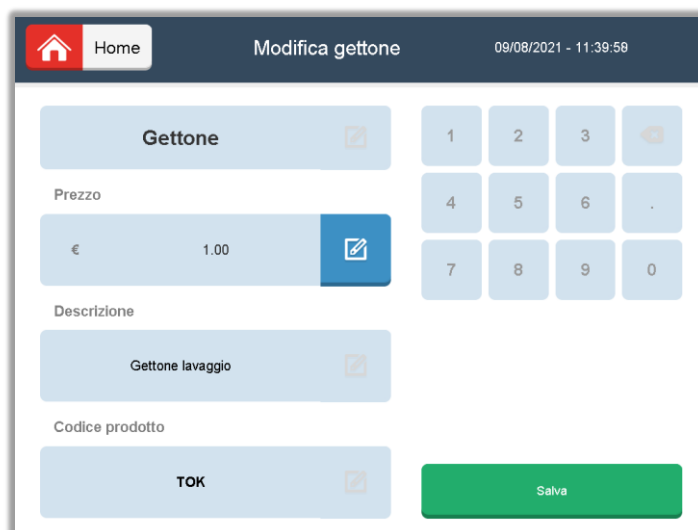 Home
Modifica gettone
09/08/2021 - 11:39:58
Gettone
Prezzo
€ 1.00
Descrizione
Gettone lavaggio
Codice prodotto
TOK
1 2 3
4 5 6 .
7 8 9 0
Salva